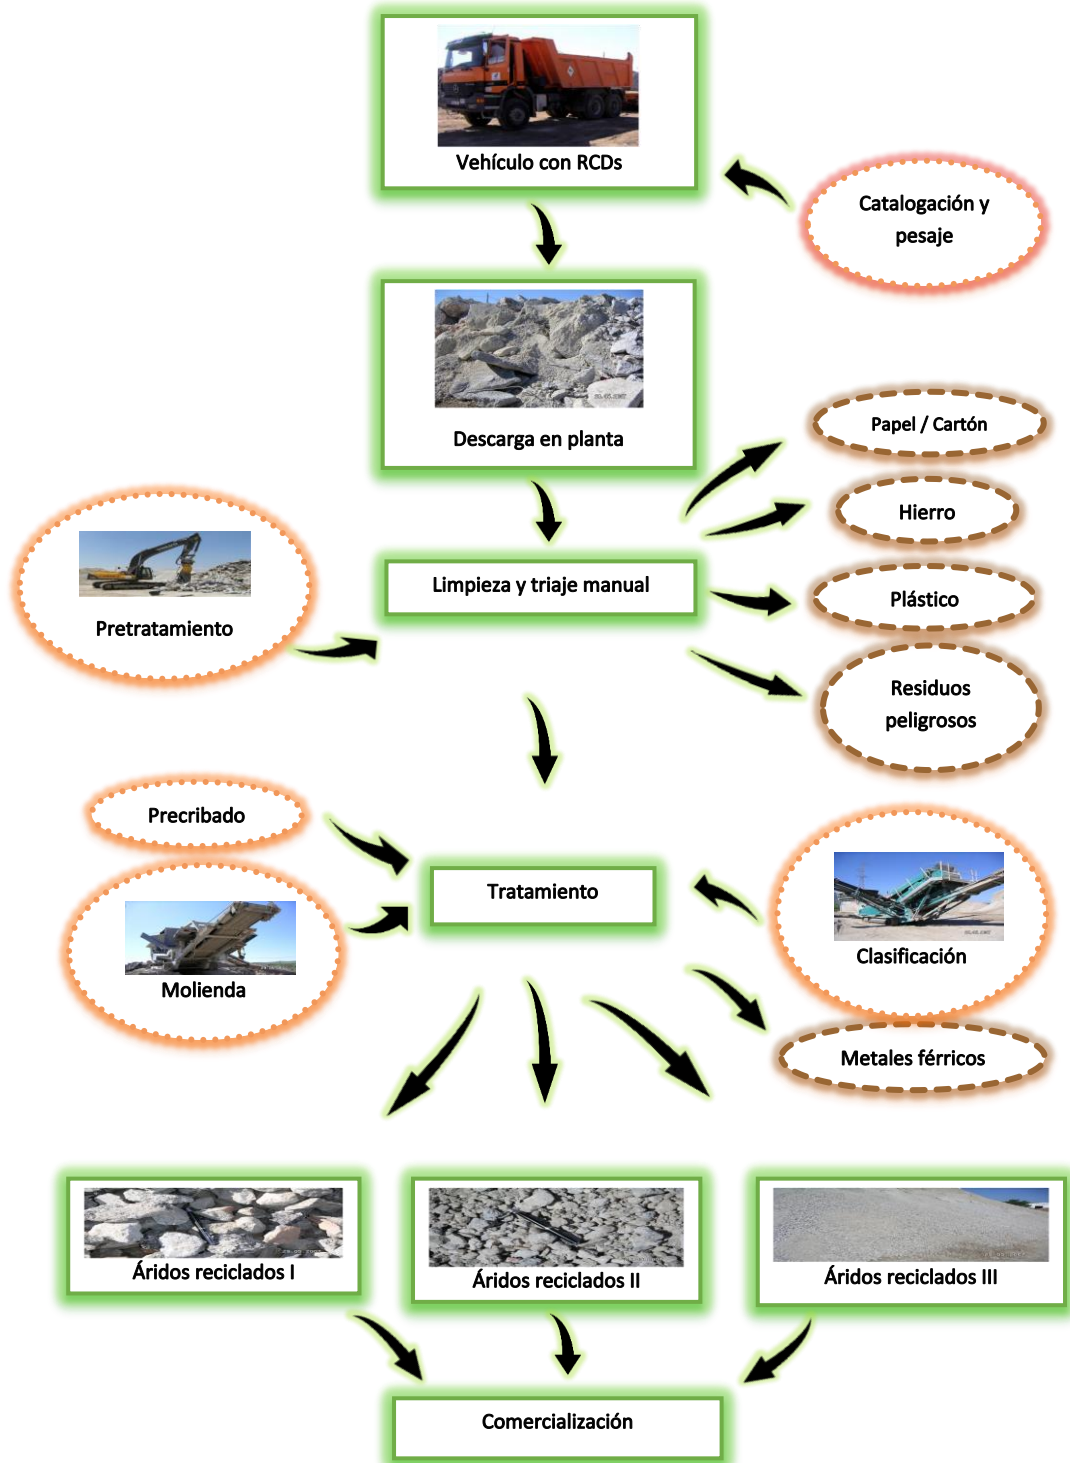 Vehículo con RCDs
Catalogación y
pesaje
Descarga en planta
Papel / Cartón
Hierro
Limpieza y triaje manual
Plástico
Pretratamiento
Residuos
peligrosos
Precribado
Tratamiento
Clasificación
Molienda
Metales férricos
Áridos reciclados I
Áridos reciclados II
Áridos reciclados III
Comercialización